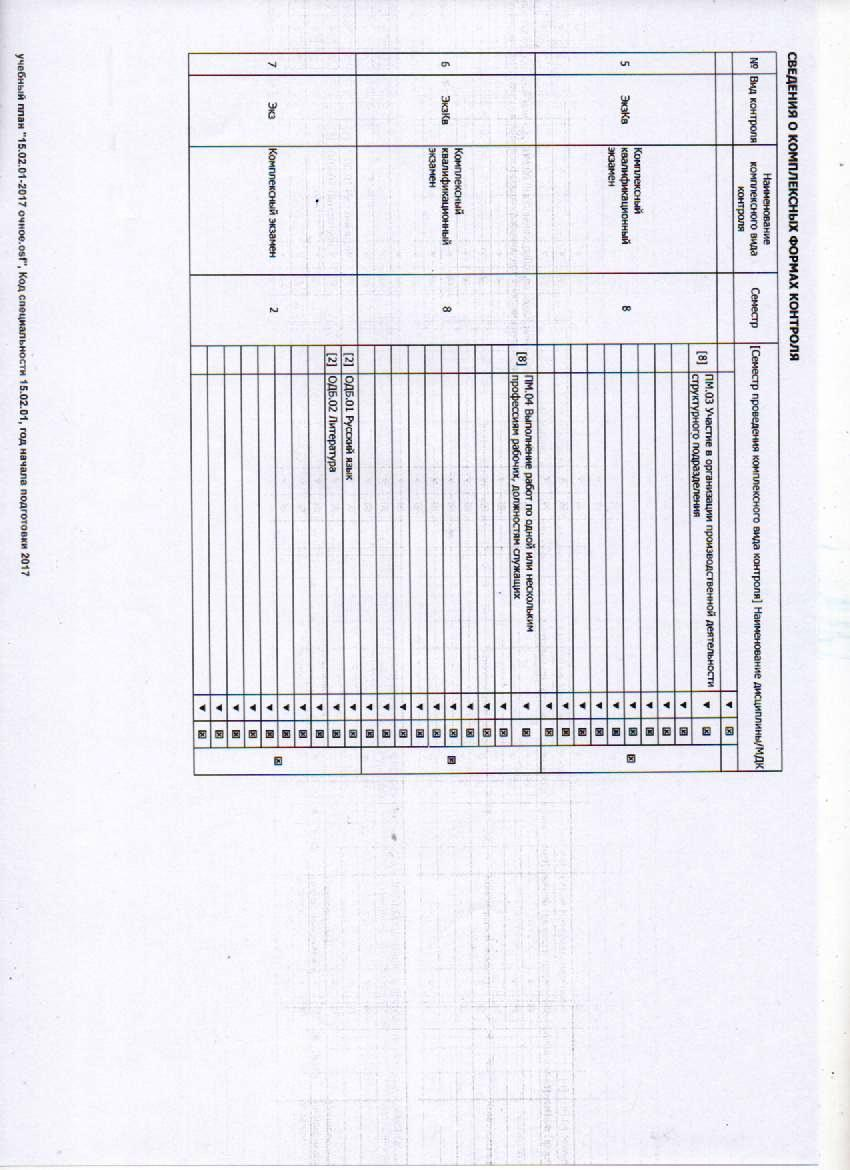 СВЕДЕНИЯ О КОМПЛЕКСНЫХ ФОРМАХ КОНТРОЛЯ
№ Вид контроля Наименование комплексного вида контроля Семестр [Семестр проведения комплексного вида контроля] Наименование дисциплины/МДК
5 ЭкзКв Комплексный квалификационный экзамен 8
[8] ПМ.03 Участие в организации производственной деятельности
структурного подразделения
6 ЭкзКв Комплексный квалификационный экзамен 8
[8] ПМ.04 Выполнение работ по одной или нескольким
профессиям рабочих, должностям служащих
7 Экз Комплексный экзамен 2
[2] ОДБ.01 Русский язык
[2] ОДБ.02 Литература
учебный план "15.02.01-2017 очное.osf", Код специальности 15.02.01, год начала подготовки 2017